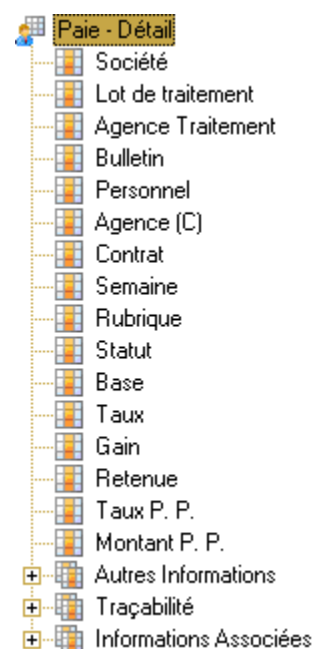 Paie - Détail
Société
Lot de traitement
Agence Traitement
Bulletin
Personnel
Agence (C)
Contrat
Semaine
Rubrique
Statut
Base
Taux
Gain
Retenue
Taux P. P.
Montant P. P.
Autres Informations
Traçabilité
Informations Associées